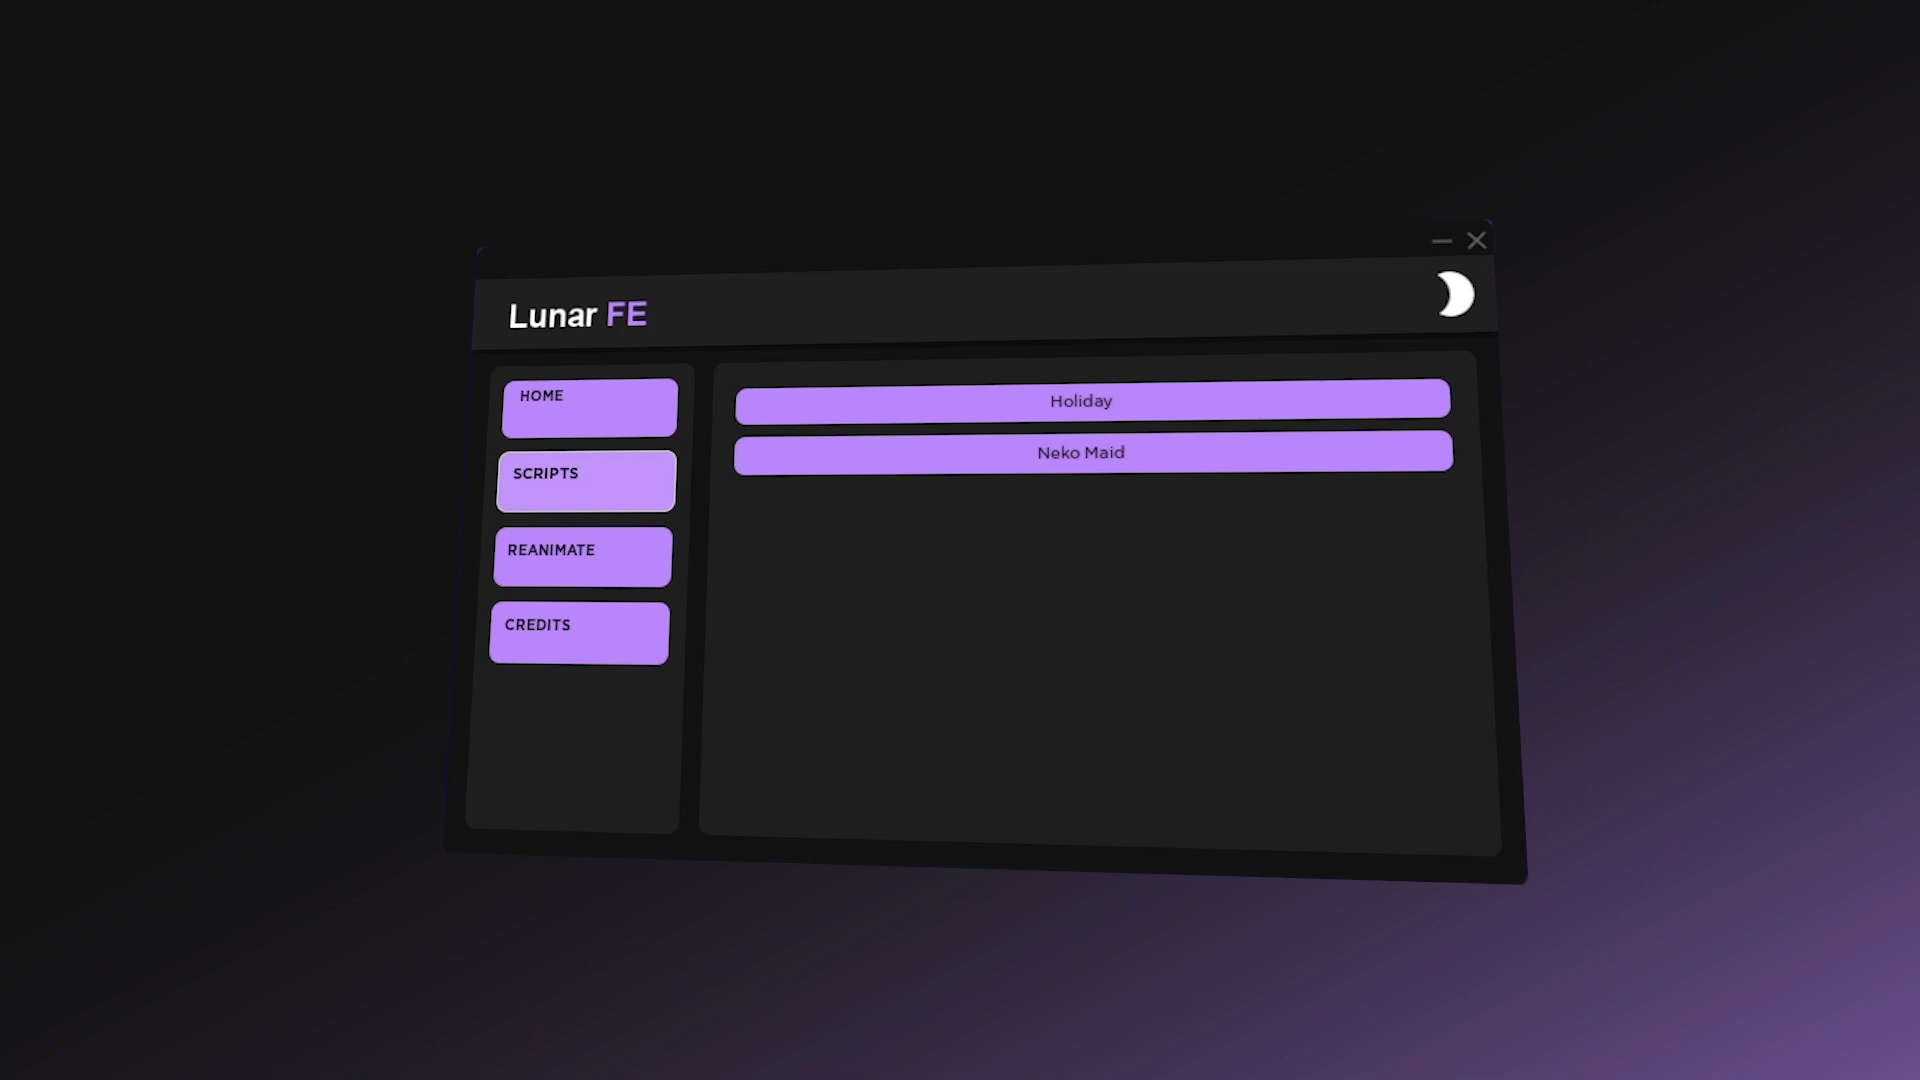 Lunar FE
HOME
SCRIPTS
REANIMATE
CREDITS
Holiday
Neko Maid